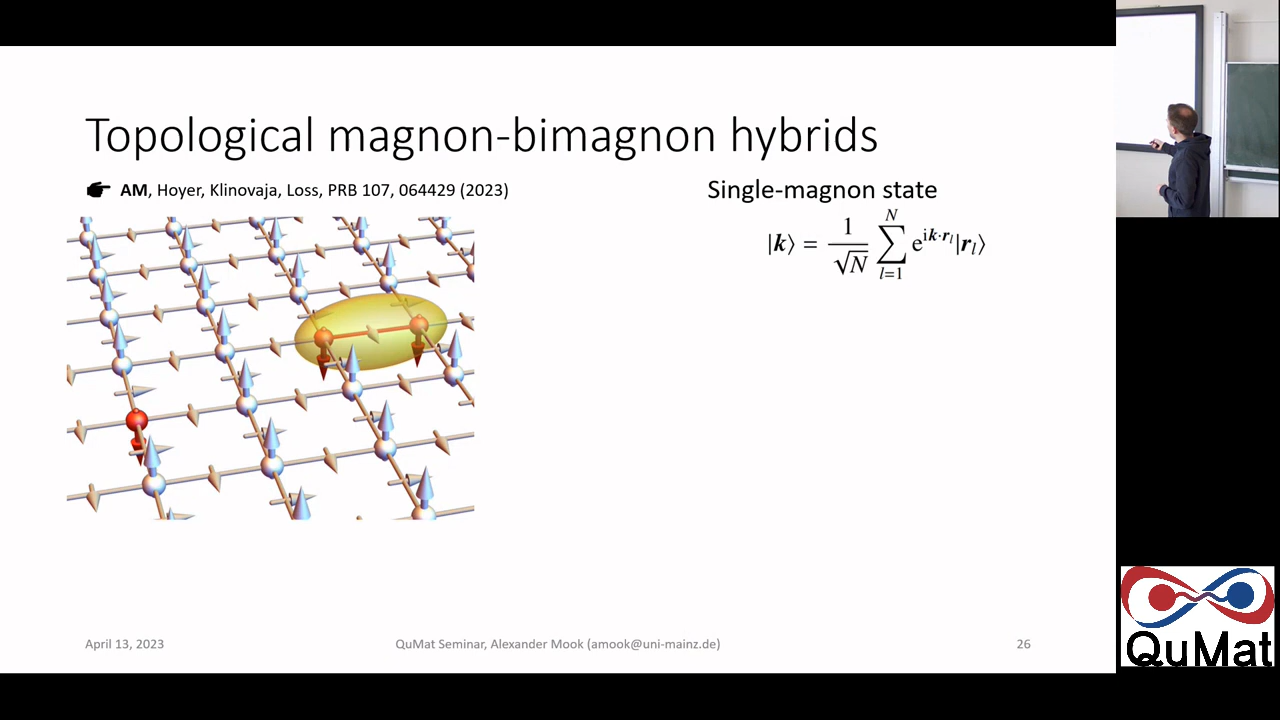 Topological magnon-bimagnon hybrids
AM, Hoyer, Klinovaja, Loss, PRB 107, 064429 (2023)
Single-magnon state
|k⟩ = 1/√N ∑_{l=1}^{N} e^{ik·r_l}|r_l⟩
April 13, 2023
QuMat Seminar, Alexander Mook (amook@uni-mainz.de)
26
QuMat